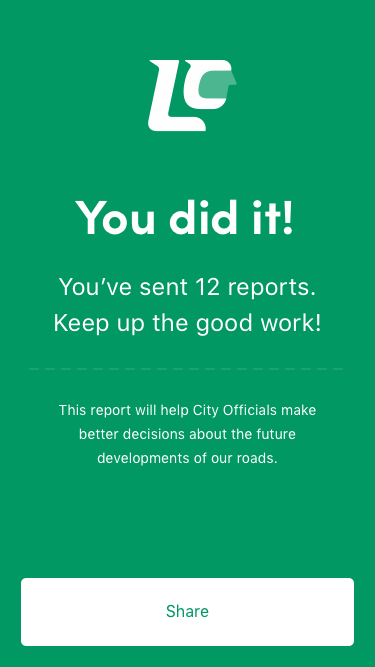 You did it!
You’ve sent 12 reports.
Keep up the good work!
This report will help City Officials make
better decisions about the future
developments of our roads.
Share